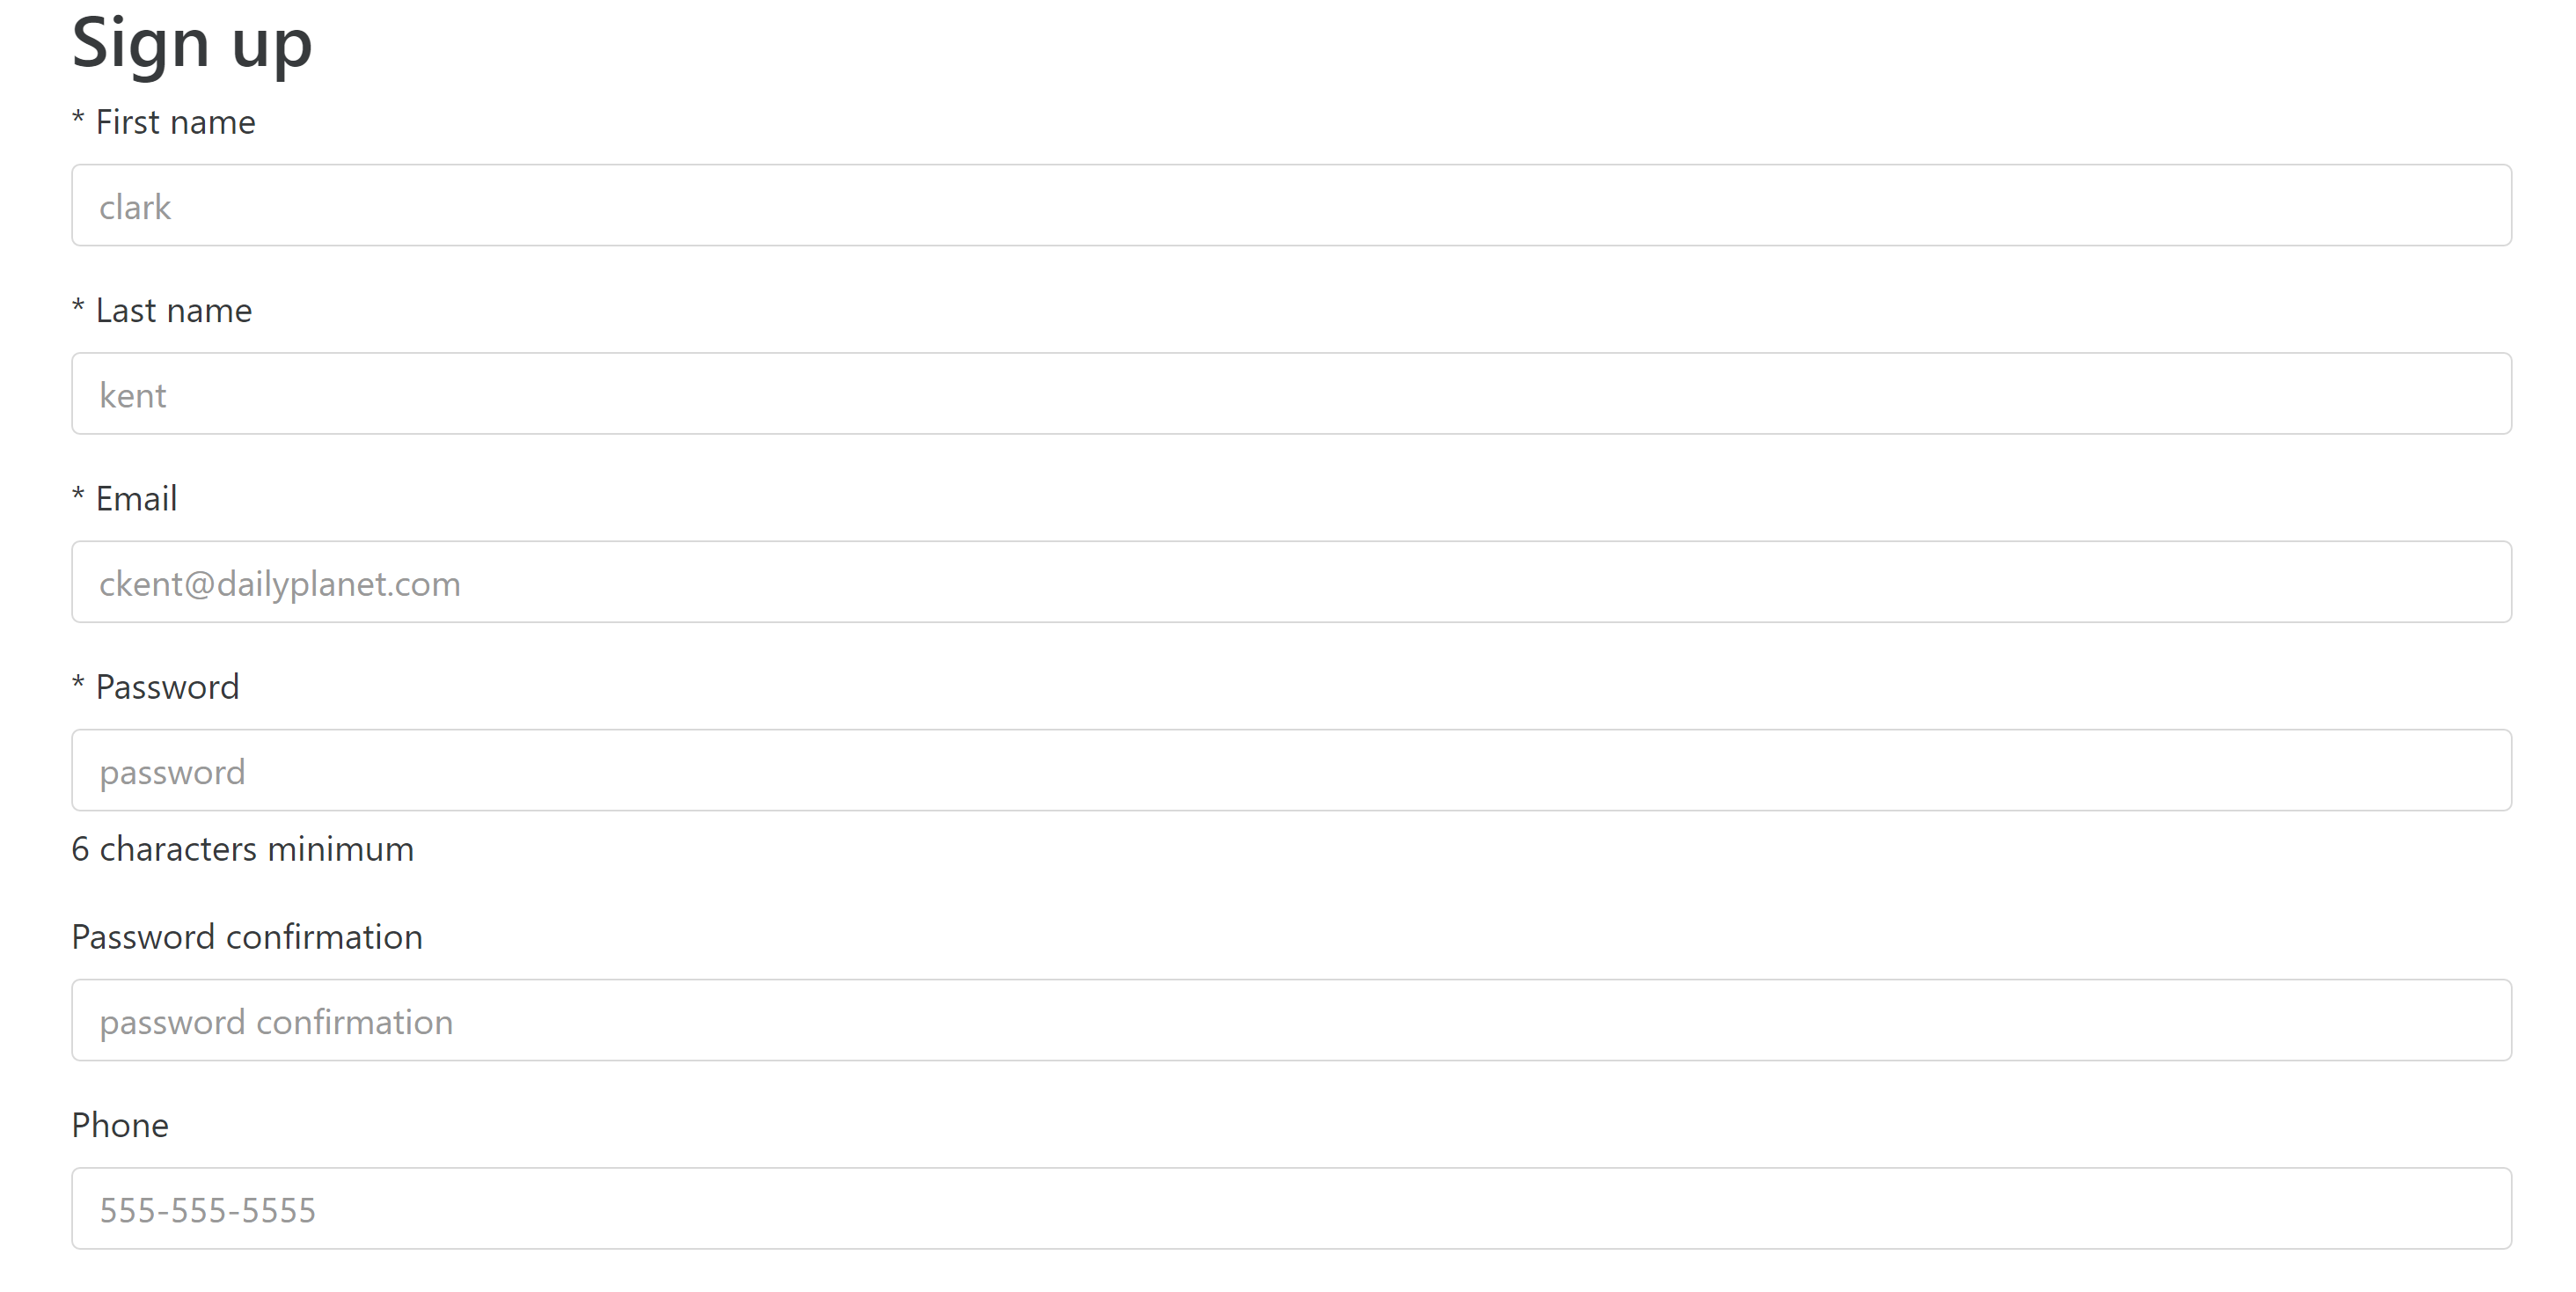 Sign up
* First name
clark
* Last name
kent
* Email
ckent@dailyplanet.com
* Password
password
6 characters minimum
Password confirmation
password confirmation
Phone
555-555-5555